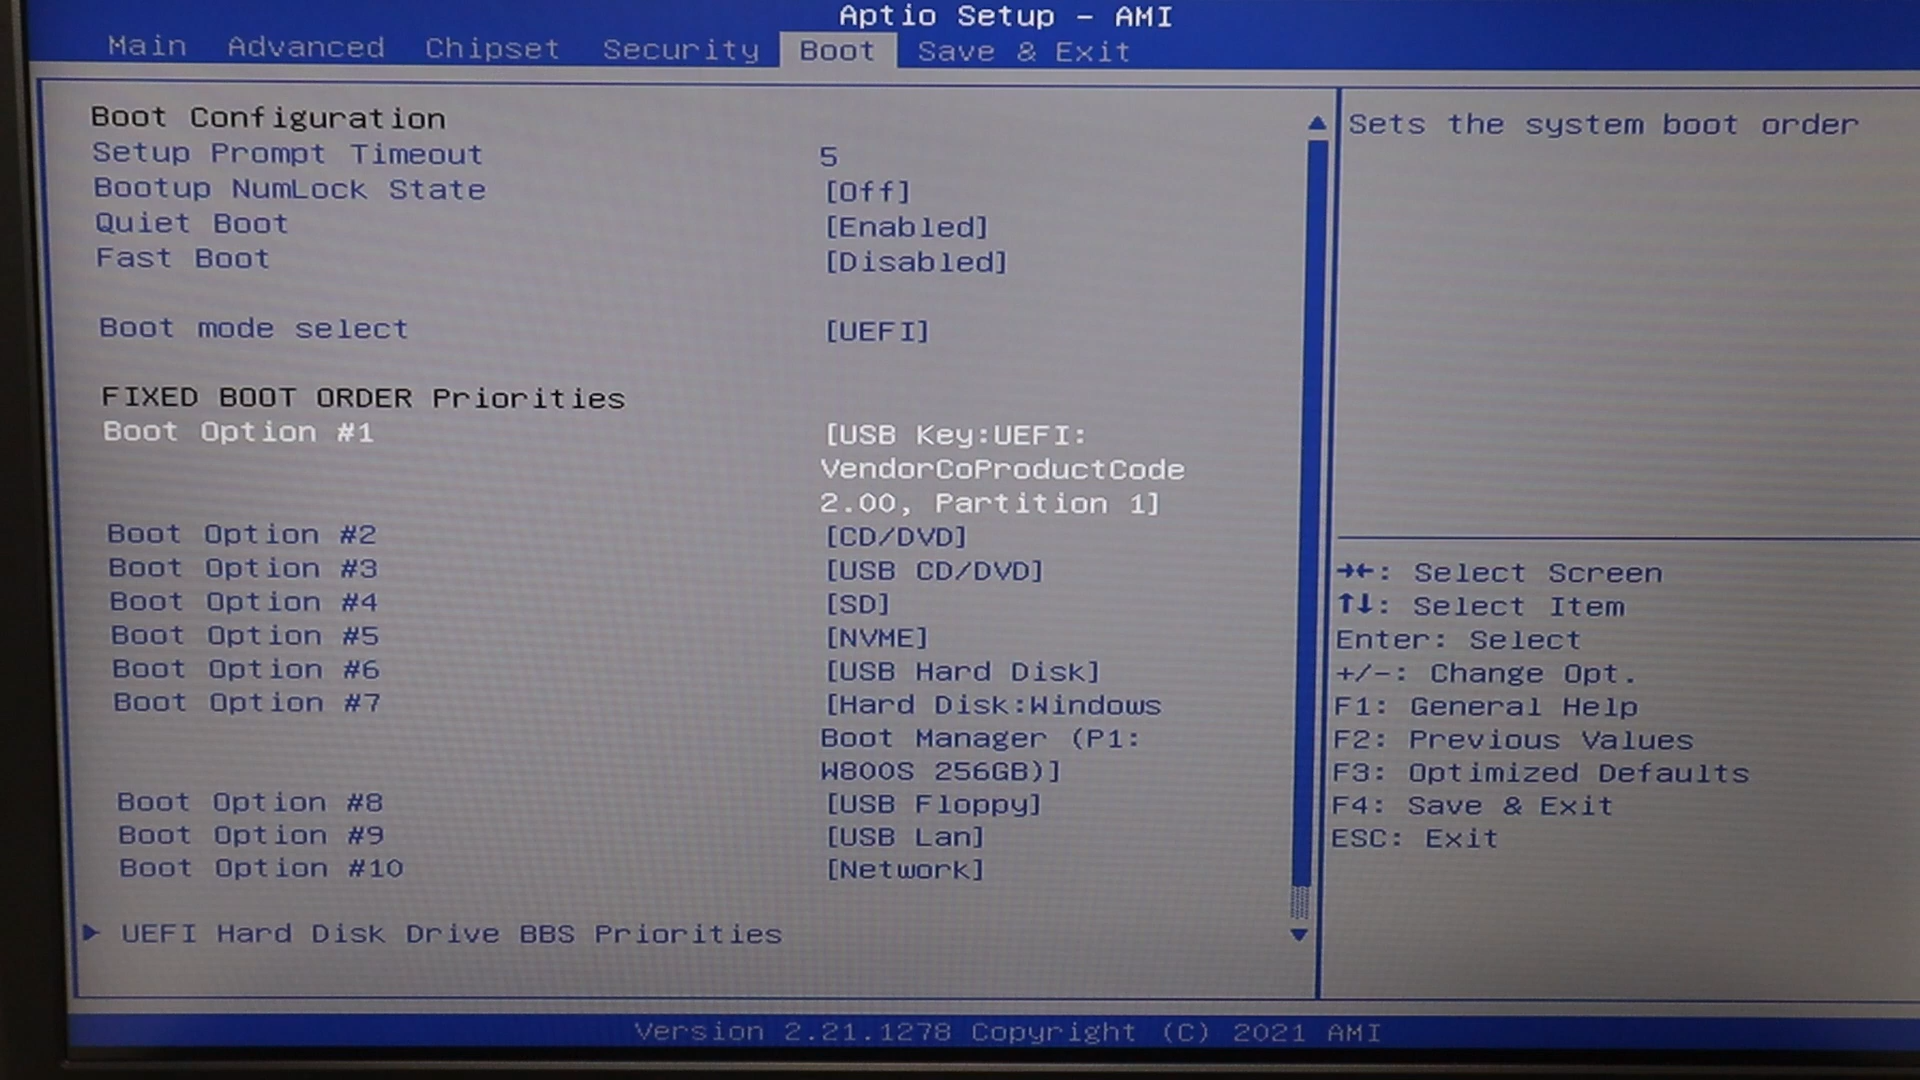 Aptio Setup – AMI
Main Advanced Chipset Security Boot Save & Exit
Boot Configuration
Setup Prompt Timeout 5
Bootup NumLock State [Off]
Quiet Boot [Enabled]
Fast Boot [Disabled]
Boot mode select [UEFI]
FIXED BOOT ORDER Priorities
Boot Option #1 [USB Key:UEFI:
VendorCoProductCode
2.00, Partition 1]
Boot Option #2 [CD/DVD]
Boot Option #3 [USB CD/DVD]
Boot Option #4 [SD]
Boot Option #5 [NVME]
Boot Option #6 [USB Hard Disk]
Boot Option #7 [Hard Disk:Windows
Boot Manager (P1:
W800S 256GB)]
Boot Option #8 [USB Floppy]
Boot Option #9 [USB Lan]
Boot Option #10 [Network]
► UEFI Hard Disk Drive BBS Priorities
Sets the system boot order
→←: Select Screen
↑↓: Select Item
Enter: Select
+/-: Change Opt.
F1: General Help
F2: Previous Values
F3: Optimized Defaults
F4: Save & Exit
ESC: Exit
Version 2.21.1278 Copyright (C) 2021 AMI